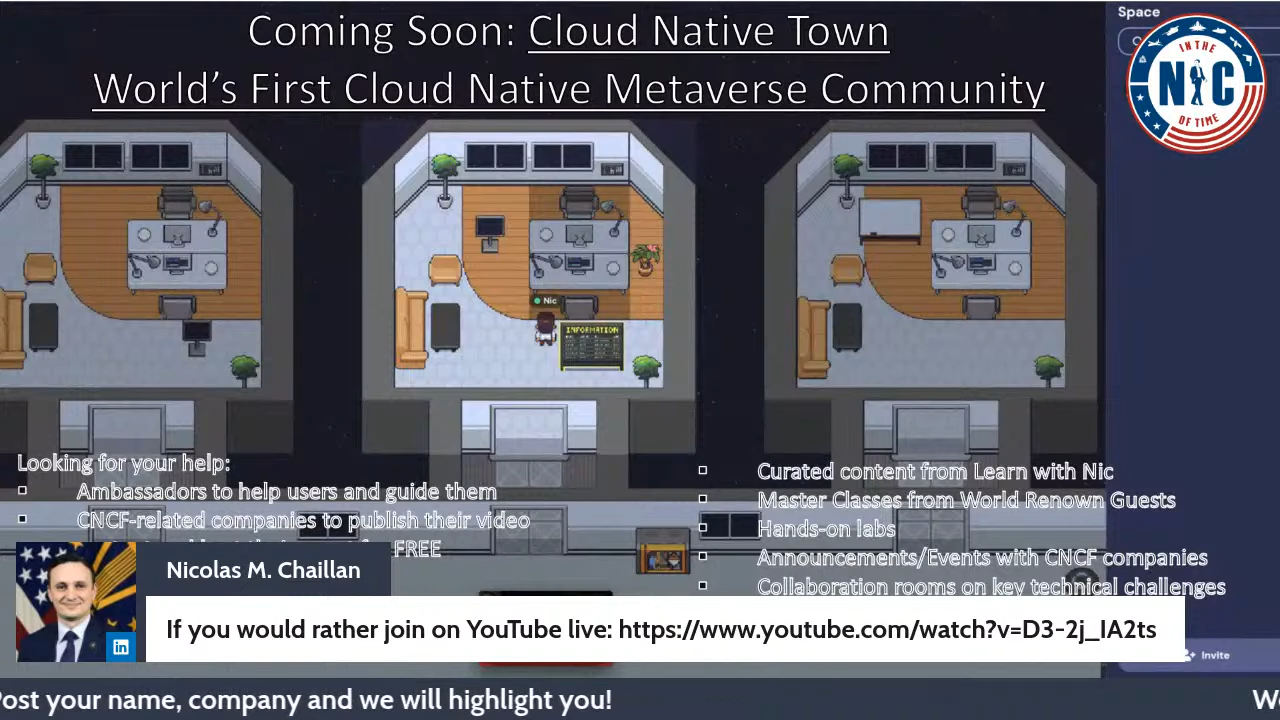 Coming Soon: Cloud Native Town
World's First Cloud Native Metaverse Community
Space
IN THE
NIC
OF TIME
Nic
INFORMATION
Looking for your help:
Ambassadors to help users and guide them
CNCF-related companies to publish their video
FREE
Curated content from Learn with Nic
Master Classes from World Renown Guests
Hands-on labs
Announcements/Events with CNCF companies
Collaboration rooms on key technical challenges
Nicolas M. Chaillan
in
If you would rather join on YouTube live: https://www.youtube.com/watch?v=D3-2j_IA2ts
Invite
Post your name, company and we will highlight you!